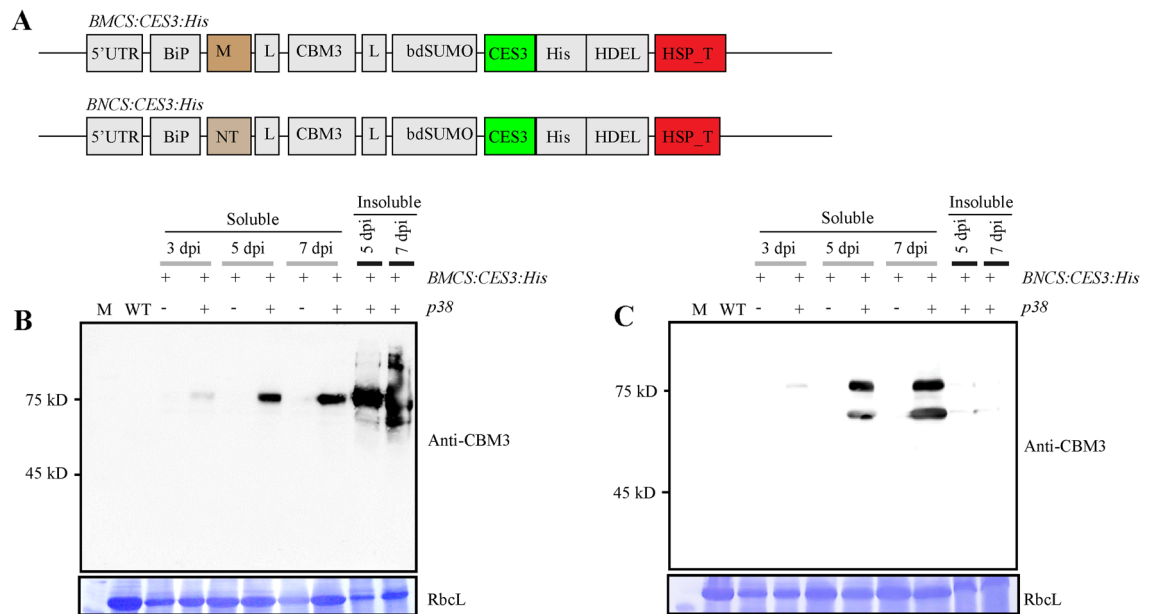 A
BMCS:CES3:His
5'UTR BiP M L CBM3 L bdSUMO CES3 His HDEL HSP_T
BNCS:CES3:His
5'UTR BiP NT L CBM3 L bdSUMO CES3 His HDEL HSP_T
Soluble Insoluble
3 dpi 5 dpi 7 dpi 5 dpi 7 dpi
+ + + + + + + + BMCS:CES3:His
M WT - + - + - + + + p38
B
75 kD
45 kD
Anti-CBM3
RbcL
Soluble Insoluble
3 dpi 5 dpi 7 dpi 5 dpi 7 dpi
+ + + + + + + + BNCS:CES3:His
M WT - + - + - + + + p38
C
75 kD
45 kD
Anti-CBM3
RbcL